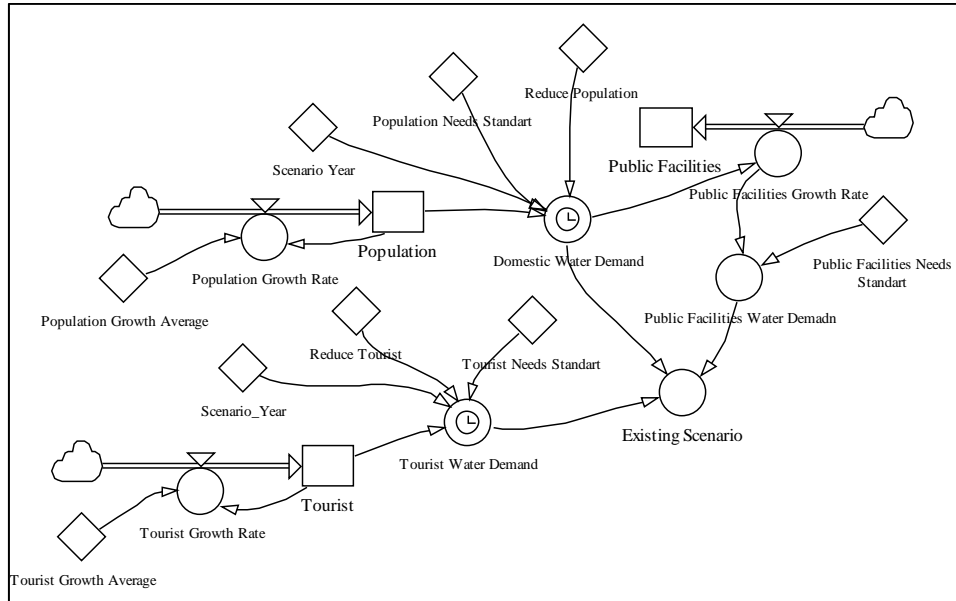 Reduce Population
Population Needs Standart
Scenario Year
Public Facilities
Public Facilities Growth Rate
Population
Domestic Water Demand
Population Growth Rate
Public Facilities Needs
Standart
Population Growth Average
Public Facilities Water Demadn
Reduce Tourist
Tourist Needs Standart
Scenario_Year
Existing Scenario
Tourist Water Demand
Tourist
Tourist Growth Rate
Tourist Growth Average